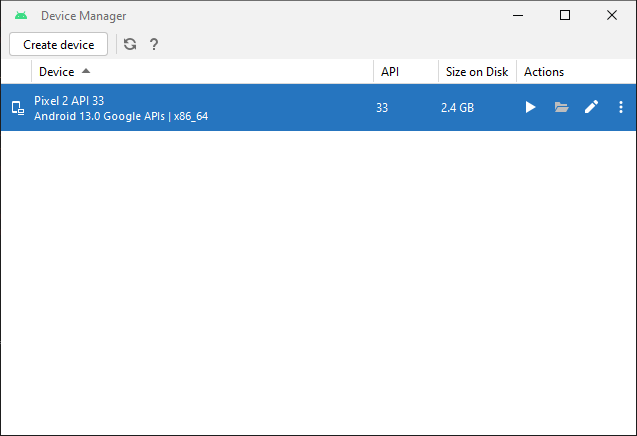 Device Manager
Create device
?
Device API Size on Disk Actions
Pixel 2 API 33
Android 13.0 Google APIs | x86_64
33 2.4 GB